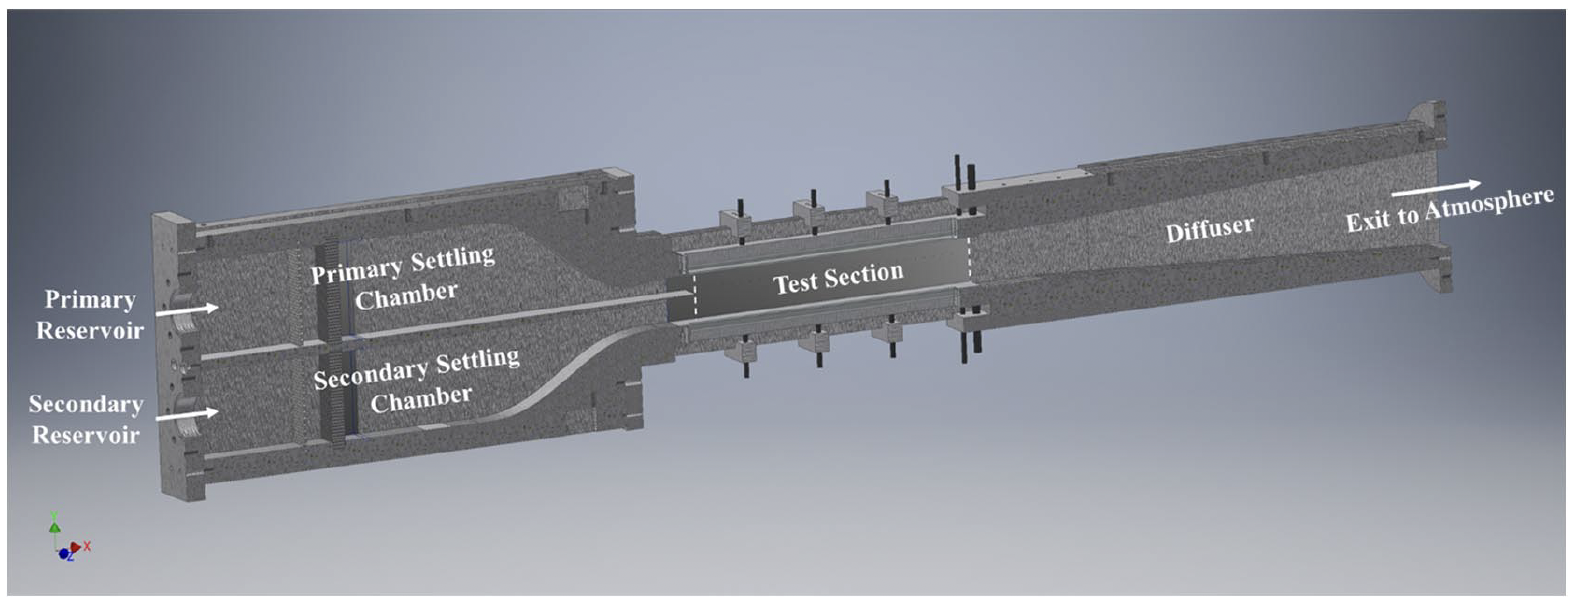 Primary Settling
Chamber
Primary
Reservoir
Secondary Settling
Chamber
Secondary
Reservoir
Test Section
Diffuser
Exit to Atmosphere
Y
X
Z